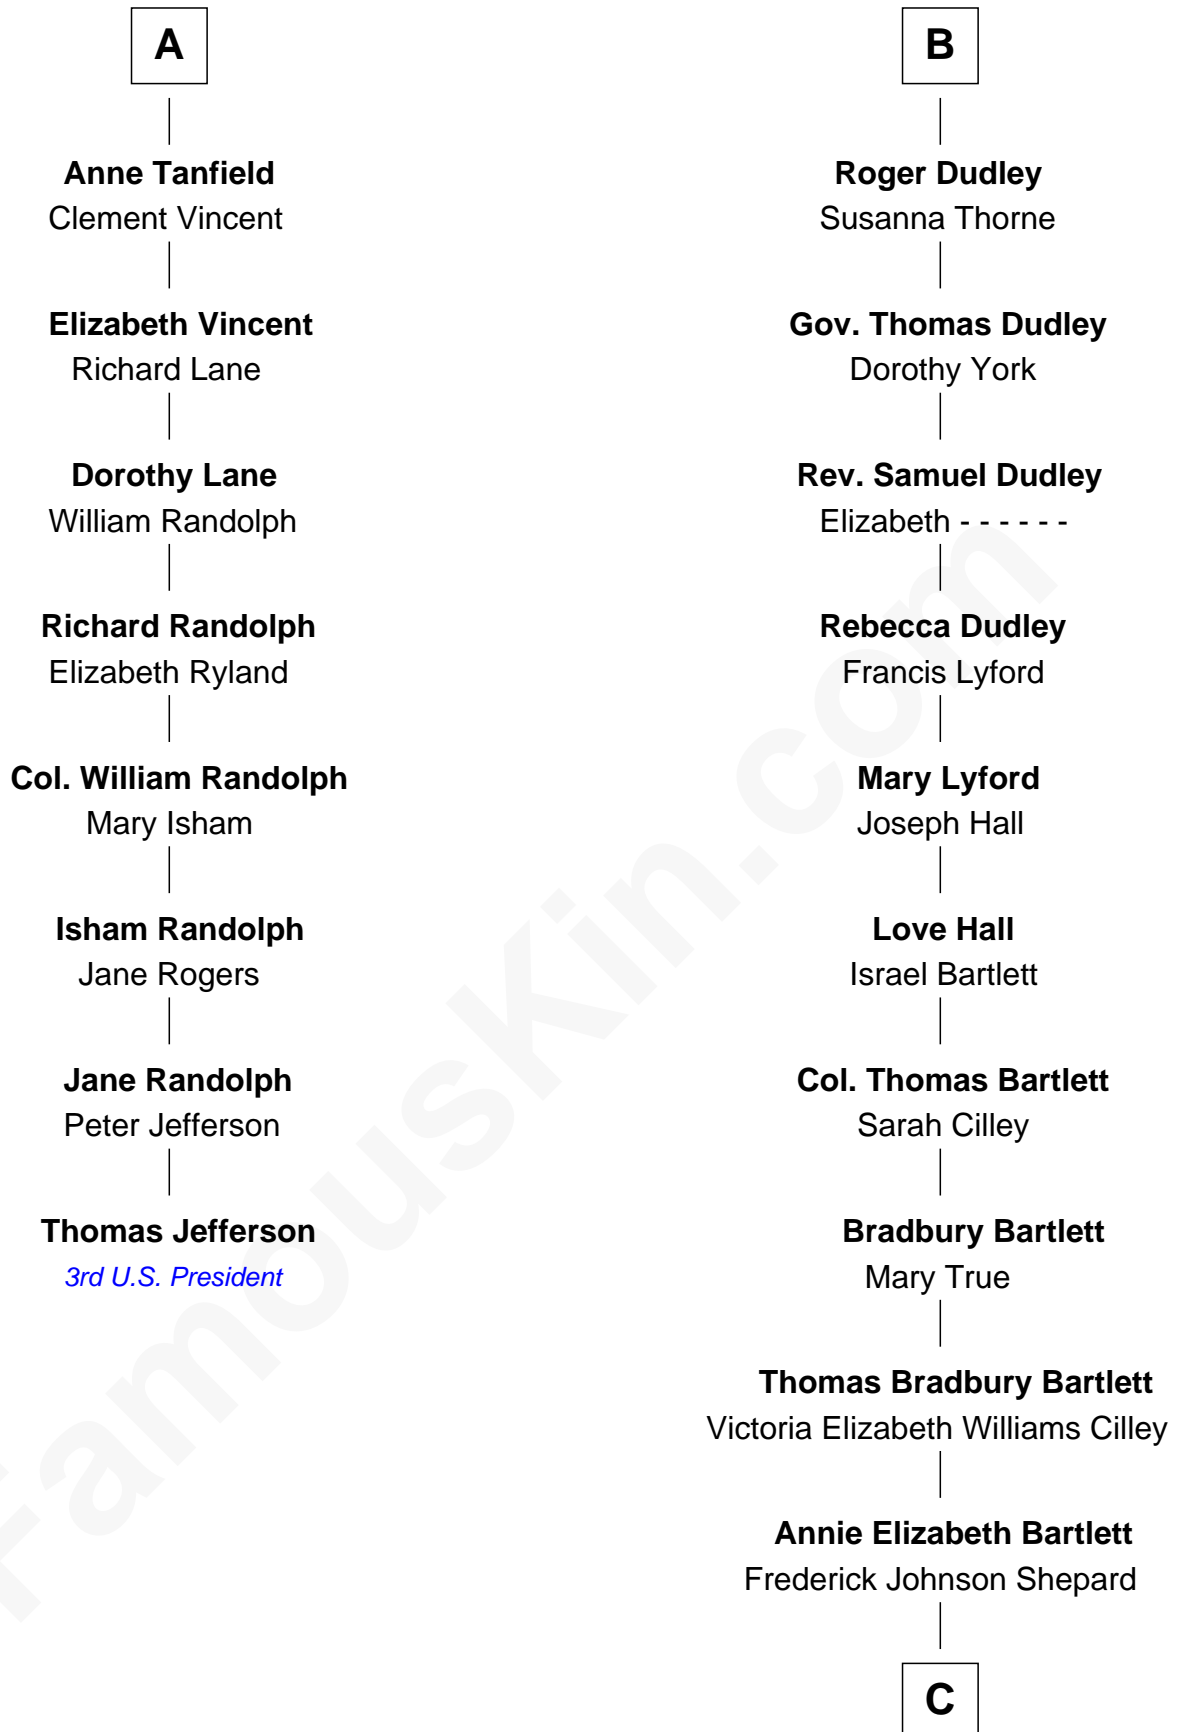 A
Anne Tanfield
Clement Vincent
Elizabeth Vincent
Richard Lane
Dorothy Lane
William Randolph
Richard Randolph
Elizabeth Ryland
Col. William Randolph
Mary Isham
Isham Randolph
Jane Rogers
Jane Randolph
Peter Jefferson
Thomas Jefferson
3rd U.S. President
B
Roger Dudley
Susanna Thorne
Gov. Thomas Dudley
Dorothy York
Rev. Samuel Dudley
Elizabeth - - - - - -
Rebecca Dudley
Francis Lyford
Mary Lyford
Joseph Hall
Love Hall
Israel Bartlett
Col. Thomas Bartlett
Sarah Cilley
Bradbury Bartlett
Mary True
Thomas Bradbury Bartlett
Victoria Elizabeth Williams Cilley
Annie Elizabeth Bartlett
Frederick Johnson Shepard
C
FamousKin.com